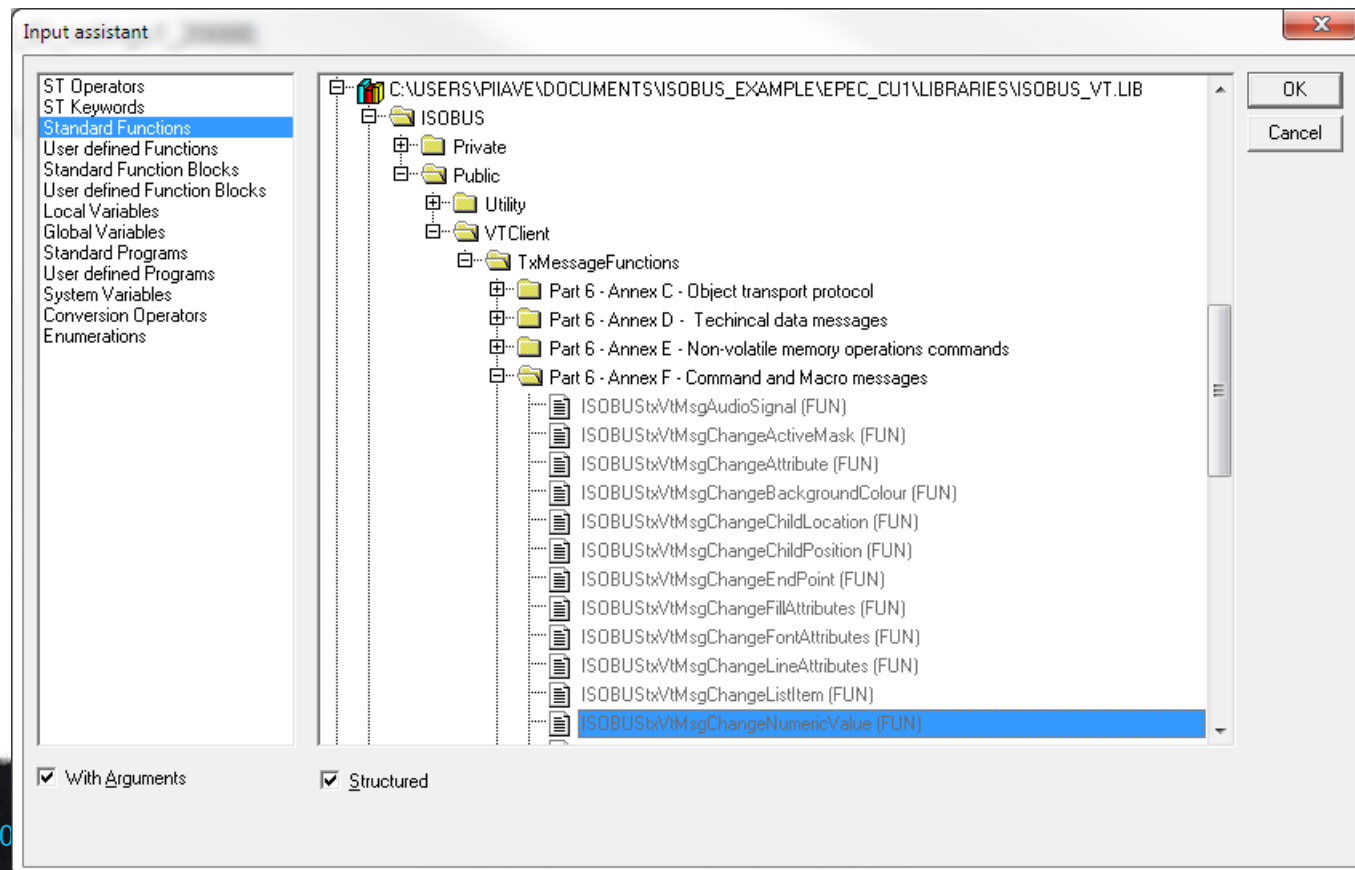 Input assistant
ST Operators
ST Keywords
Standard Functions
User defined Functions
Standard Function Blocks
User defined Function Blocks
Local Variables
Global Variables
Standard Programs
User defined Programs
System Variables
Conversion Operators
Enumerations
C:\USERS\PIIAVE\DOCUMENTS\ISOBUS_EXAMPLE\EPEC_CU1\LIBRARIES\ISOBUS_VT.LIB
ISOBUS
Private
Public
Utility
VTClient
TxMessageFunctions
Part 6 - Annex C - Object transport protocol
Part 6 - Annex D - Techincal data messages
Part 6 - Annex E - Non-volatile memory operations commands
Part 6 - Annex F - Command and Macro messages
ISOBUStxVtMsgAudioSignal (FUN)
ISOBUStxVtMsgChangeActiveMask (FUN)
ISOBUStxVtMsgChangeAttribute (FUN)
ISOBUStxVtMsgChangeBackgroundColour (FUN)
ISOBUStxVtMsgChangeChildLocation (FUN)
ISOBUStxVtMsgChangeChildPosition (FUN)
ISOBUStxVtMsgChangeEndPoint (FUN)
ISOBUStxVtMsgChangeFillAttributes (FUN)
ISOBUStxVtMsgChangeFontAttributes (FUN)
ISOBUStxVtMsgChangeLineAttributes (FUN)
ISOBUStxVtMsgChangeListItem (FUN)
ISOBUStxVtMsgChangeNumericValue (FUN)
OK
Cancel
With Arguments
Structured